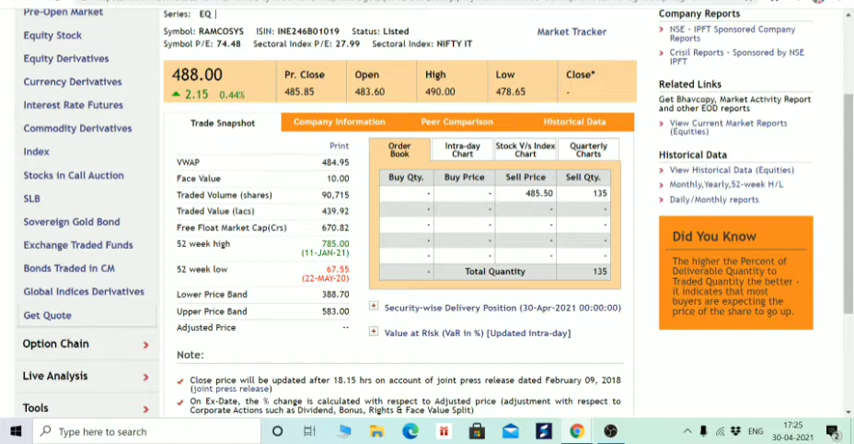 Pre-Open Market
Equity Stock
Equity Derivatives
Currency Derivatives
Interest Rate Futures
Commodity Derivatives
Index
Stocks in Call Auction
SLB
Sovereign Gold Bond
Exchange Traded Funds
Bonds Traded in CM
Global Indices Derivatives
Get Quote
Option Chain
Live Analysis
Tools
Series: EQ |
Symbol: RAMCOSYS ISIN: INE246B01019 Status: Listed
Symbol P/E: 74.48 Sectoral Index P/E: 27.99 Sectoral Index: NIFTY IT
Market Tracker
488.00 Pr. Close Open High Low Close*
2.15 0.44% 485.85 483.60 490.00 478.65 -
Trade Snapshot Company Information Peer Comparison Historical Data
Print
VWAP 484.95
Face Value 10.00
Traded Volume (shares) 90,715
Traded Value (lacs) 439.92
Free Float Market Cap(Crs) 670.82
52 week high 785.00
(11-JAN-21)
52 week low 67.55
(22-MAY-20)
Lower Price Band 388.70
Upper Price Band 583.00
Adjusted Price --
Order Book Intra-day Chart Stock V/s Index Chart Quarterly Charts
Buy Qty. Buy Price Sell Price Sell Qty.
- - 485.50 135
- - - -
- - - -
- - - -
- - - -
- Total Quantity 135
+ Security-wise Delivery Position (30-Apr-2021 00:00:00)
+ Value at Risk (VaR in %) [Updated intra-day]
Note:
Close price will be updated after 18.15 hrs on account of joint press release dated February 09, 2018
(joint press release)
On Ex-Date, the % change is calculated with respect to Adjusted price (adjustment with respect to
Corporate Actions such as Dividend, Bonus, Rights & Face Value Split)
Company Reports
NSE - IPFT Sponsored Company
Reports
Crisil Reports - Sponsored by NSE
IPFT
Related Links
Get Bhavcopy, Market Activity Report
and other EOD reports
View Current Market Reports
(Equities)
Historical Data
View Historical Data (Equities)
Monthly,Yearly,52-week H/L
Daily/Monthly reports
Did You Know
The higher the Percent of
Deliverable Quantity to
Traded Quantity the better -
it indicates that most
buyers are expecting the
price of the share to go up.
Type here to search
ENG
17:25
30-04-2021
2